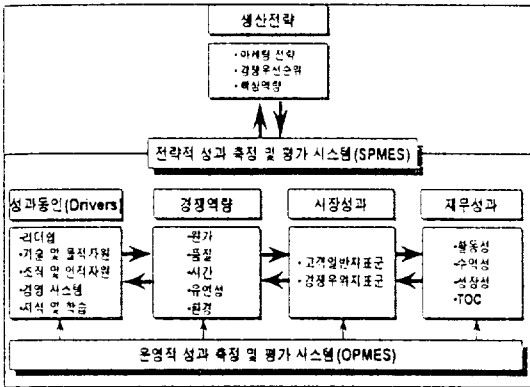 생산전략
·마케팅 전략
·경쟁우선순위
·핵심역량
전략적 성과 측정 및 평가 시스템(SPMES)
성과동인(Drivers)
경쟁역량
시장성과
재무성과
·리더쉽
·기술 및 물적자원
·조직 및 인적자원
·경영 시스템
·지식 및 학습
·원가
·품질
·시간
·유연성
·환경
·고객일반지표군
·경쟁우위지표군
·활동성
·수익성
·성장성
·TOC
운영적 성과 측정 및 평가 시스템(OPMES)